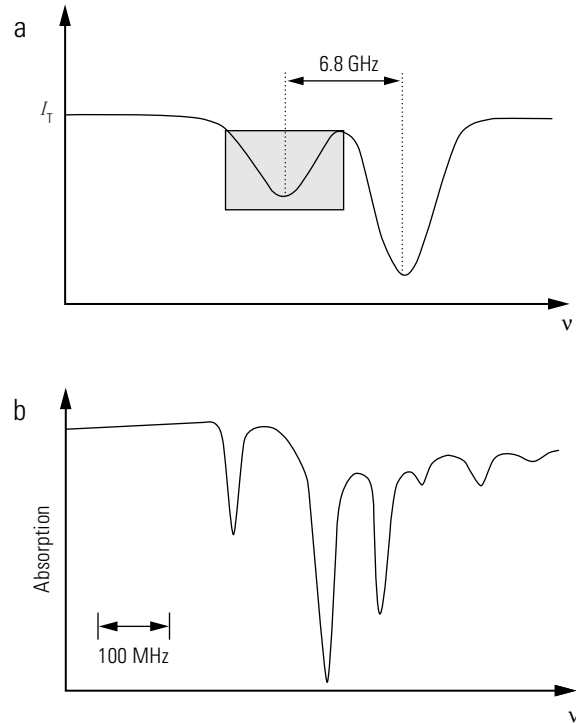 a
6.8 GHz
I_T
ν
b
Absorption
100 MHz
ν